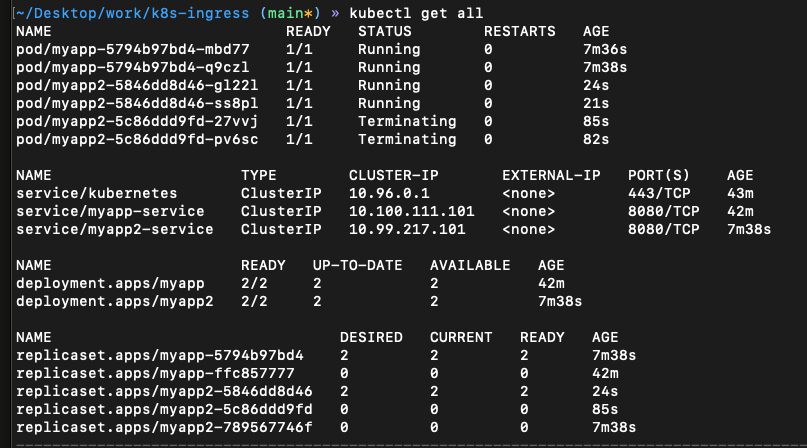 ~/Desktop/work/k8s-ingress (main*) » kubectl get all
NAME READY STATUS RESTARTS AGE
pod/myapp-5794b97bd4-mbd77 1/1 Running 0 7m36s
pod/myapp-5794b97bd4-q9czl 1/1 Running 0 7m38s
pod/myapp2-5846dd8d46-gl22l 1/1 Running 0 24s
pod/myapp2-5846dd8d46-ss8pl 1/1 Running 0 21s
pod/myapp2-5c86ddd9fd-27vvj 1/1 Terminating 0 85s
pod/myapp2-5c86ddd9fd-pv6sc 1/1 Terminating 0 82s
NAME TYPE CLUSTER-IP EXTERNAL-IP PORT(S) AGE
service/kubernetes ClusterIP 10.96.0.1 <none> 443/TCP 43m
service/myapp-service ClusterIP 10.100.111.101 <none> 8080/TCP 42m
service/myapp2-service ClusterIP 10.99.217.101 <none> 8080/TCP 7m38s
NAME READY UP-TO-DATE AVAILABLE AGE
deployment.apps/myapp 2/2 2 2 42m
deployment.apps/myapp2 2/2 2 2 7m38s
NAME DESIRED CURRENT READY AGE
replicaset.apps/myapp-5794b97bd4 2 2 2 7m38s
replicaset.apps/myapp-ffc857777 0 0 0 42m
replicaset.apps/myapp2-5846dd8d46 2 2 2 24s
replicaset.apps/myapp2-5c86ddd9fd 0 0 0 85s
replicaset.apps/myapp2-789567746f 0 0 0 7m38s